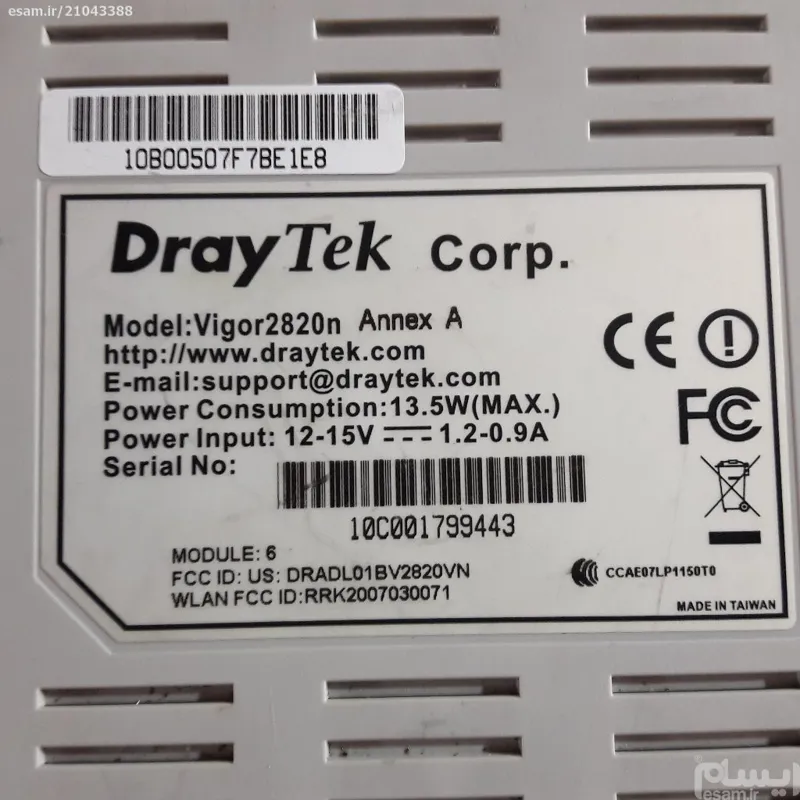 esam.ir/21043388
10B00507F7BE1E8
DrayTek Corp.
Model:Vigor2820n Annex A
http://www.draytek.com
E-mail:support@draytek.com
Power Consumption:13.5W(MAX.)
Power Input: 12-15V ⎓ 1.2-0.9A
Serial No:
10C001799443
MODULE: 6
FCC ID: US: DRADL01BV2820VN
WLAN FCC ID:RRK2007030071
CE
FC
CCAE07LP1150T0
MADE IN TAIWAN
ایسام
esam.ir